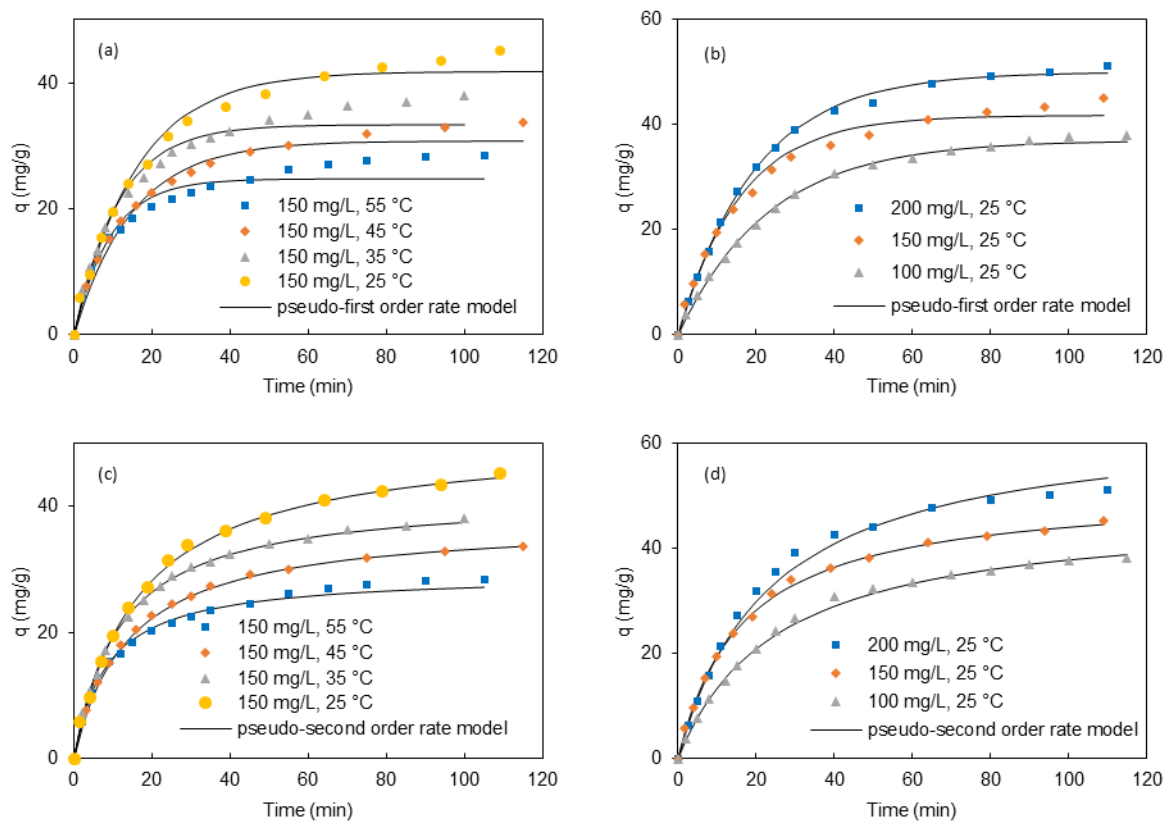 (a)
q (mg/g)
40
20
0
150 mg/L, 55 °C
150 mg/L, 45 °C
150 mg/L, 35 °C
150 mg/L, 25 °C
pseudo-first order rate model
0 20 40 60 80 100 120
Time (min)
(b)
q (mg/g)
60
40
20
0
200 mg/L, 25 °C
150 mg/L, 25 °C
100 mg/L, 25 °C
pseudo-first order rate model
0 20 40 60 80 100 120
Time (min)
(c)
q (mg/g)
40
20
0
150 mg/L, 55 °C
150 mg/L, 45 °C
150 mg/L, 35 °C
150 mg/L, 25 °C
pseudo-second order rate model
0 20 40 60 80 100 120
Time (min)
(d)
q (mg/g)
60
40
20
0
200 mg/L, 25 °C
150 mg/L, 25 °C
100 mg/L, 25 °C
pseudo-second order rate model
0 20 40 60 80 100 120
Time (min)